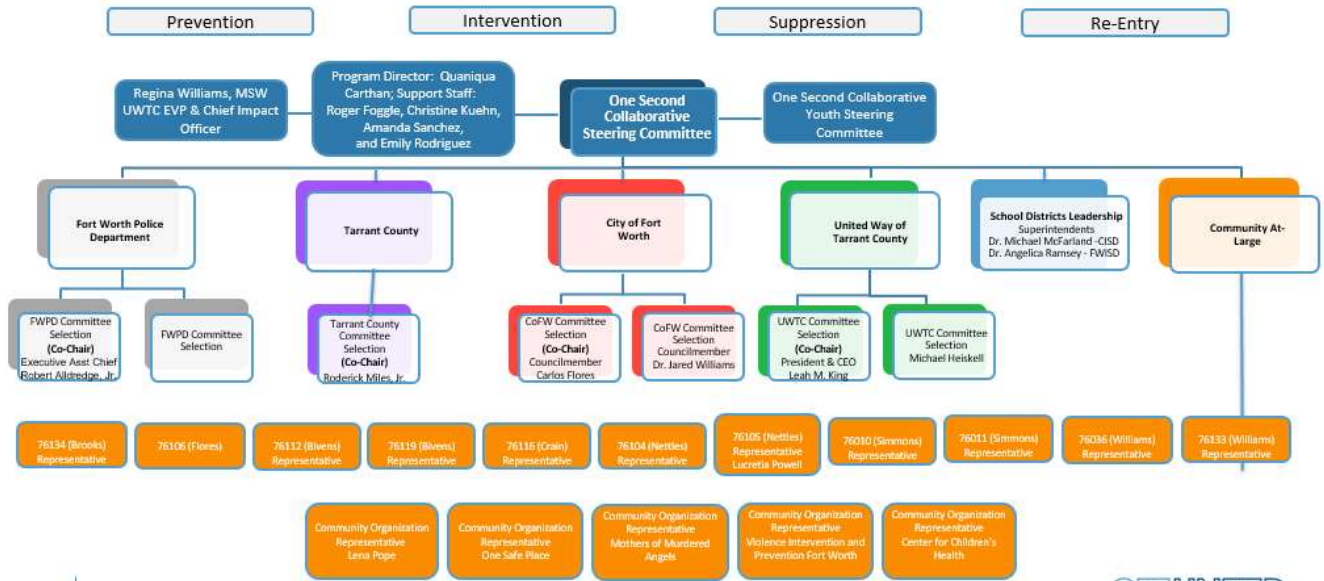 Prevention
Intervention
Suppression
Re-Entry
Regina Williams, MSW
UWTC EVP & Chief Impact
Officer
Program Director: Quaniqua
Carthan; Support Staff:
Roger Foggle, Christine Kuehn,
Amanda Sanchez,
and Emily Rodriguez
One Second
Collaborative
Steering Committee
One Second Collaborative
Youth Steering
Committee
Fort Worth Police
Department
Tarrant County
City of Fort
Worth
United Way of
Tarrant County
School Districts Leadership
Superintendents
Dr. Michael McFarland -CISD
Dr. Angelica Ramsey - FWISD
Community At-
Large
FWPD Committee
Selection
(Co-Chair)
Executive Asst Chief
Robert Alldredge, Jr.
FWPD Committee
Selection
Tarrant County
Committee
Selection
(Co-Chair)
Roderick Miles, Jr.
CoFW Committee
Selection
(Co-Chair)
Councilmember
Carlos Flores
CoFW Committee
Selection
Councilmember
Dr. Jared Williams
UWTC Committee
Selection
(Co-Chair)
President & CEO
Leah M. King
UWTC Committee
Selection
Michael Heiskell
76134 (Brooks)
Representative
76106 (Flores)
76112 (Bivens)
Representative
76119 (Bivens)
Representative
76116 (Crain)
Representative
76104 (Nettles)
Representative
76105 (Nettles)
Representative
Lucretia Powell
76010 (Simmons)
Representative
76011 (Simmons)
Representative
76036 (Williams)
Representative
76133 (Williams)
Representative
Community Organization
Representative
Lena Pope
Community Organization
Representative
One Safe Place
Community Organization
Representative
Mothers of Murdered
Angels
Community Organization
Representative
Violence Intervention and
Prevention Fort Worth
Community Organization
Representative
Center for Children's
Health